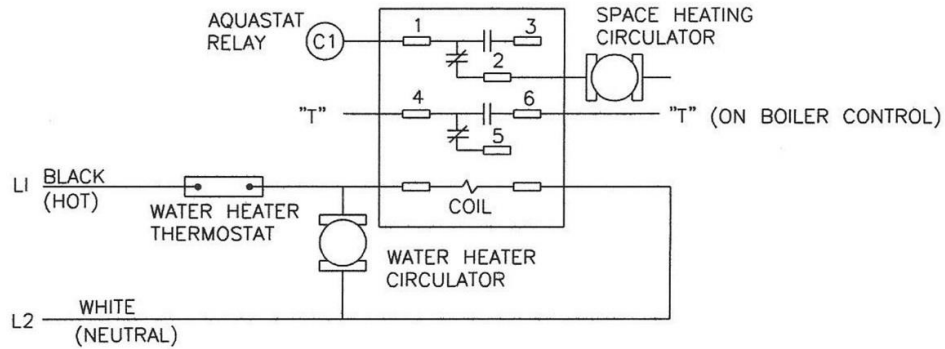 AQUASTAT
RELAY
C1
1
3
2
SPACE HEATING
CIRCULATOR
"T"
4
6
5
"T" (ON BOILER CONTROL)
L1
BLACK
(HOT)
WATER HEATER
THERMOSTAT
COIL
WATER HEATER
CIRCULATOR
L2
WHITE
(NEUTRAL)